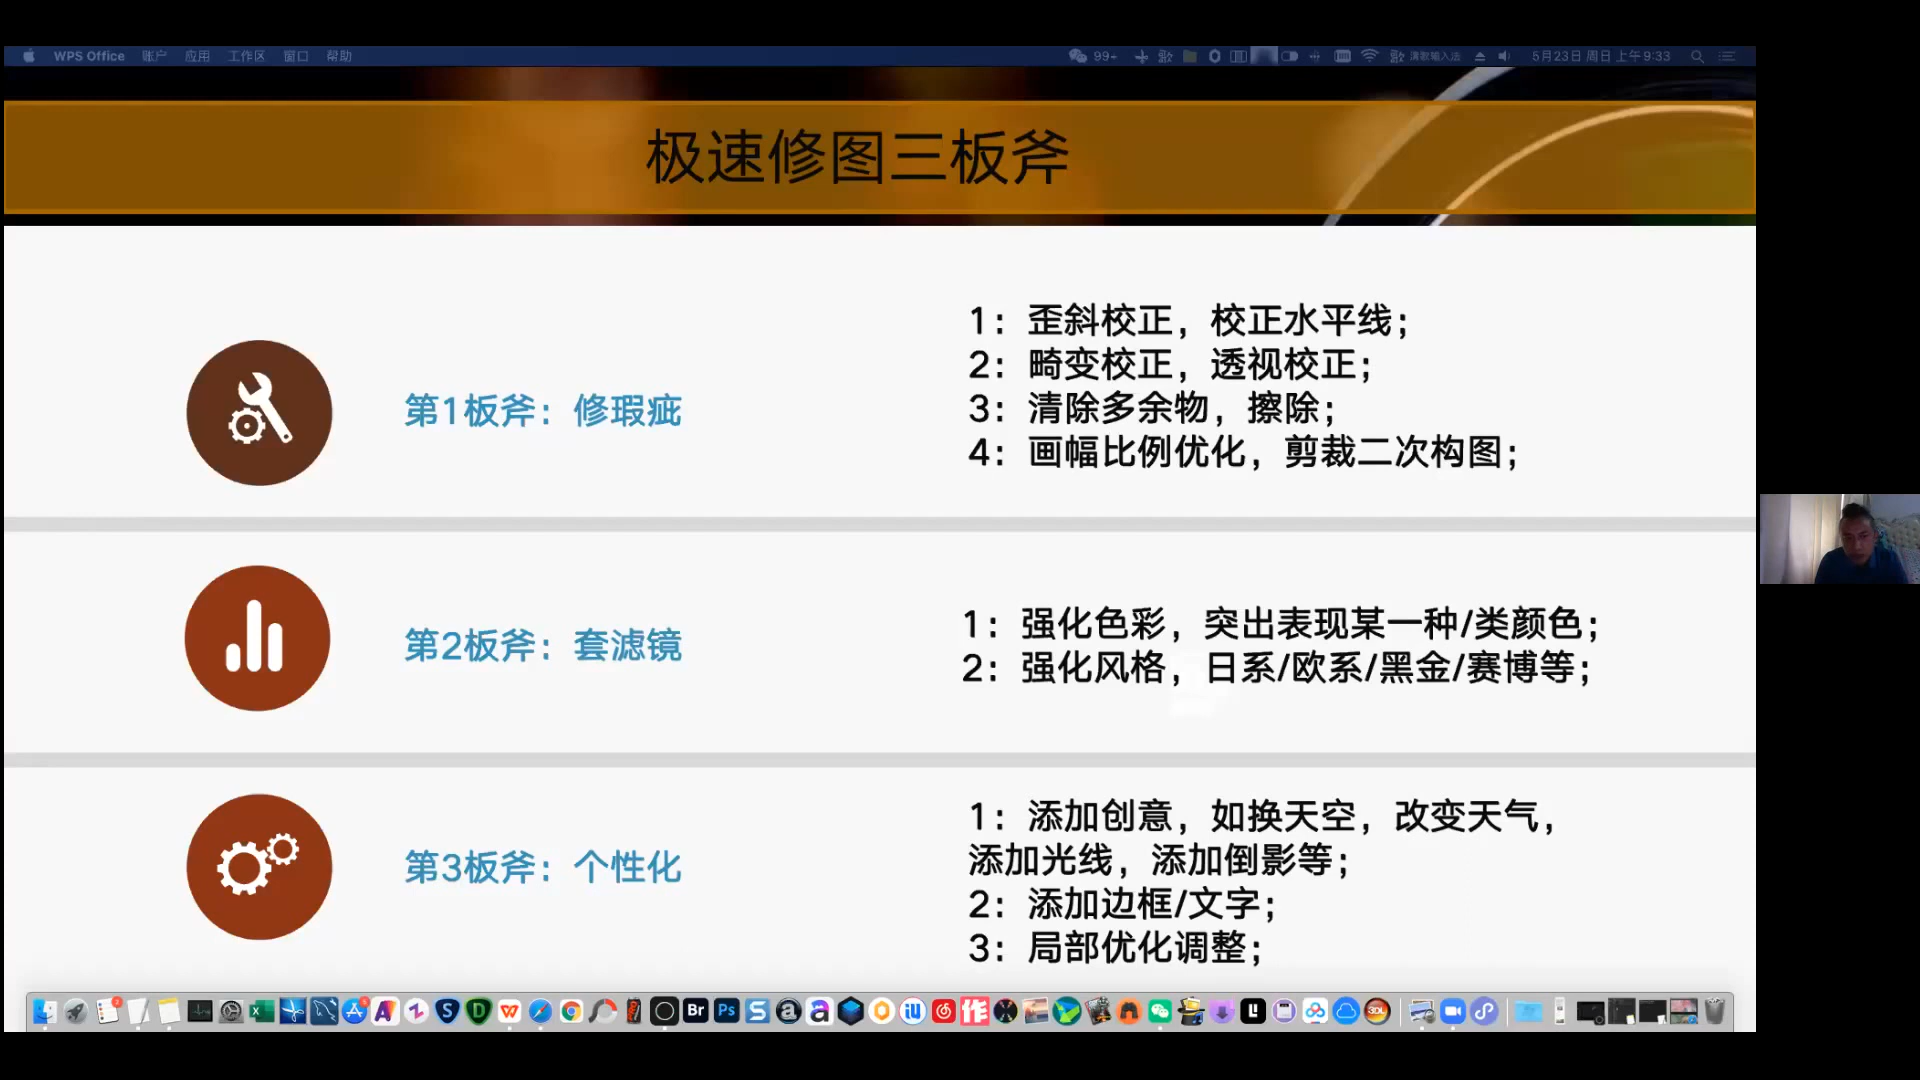 WPS Office 账户 应用 工作区 窗口 帮助
99+ 5月23日 周日 上午9:33
极速修图三板斧
第1板斧：修瑕疵
1：歪斜校正，校正水平线；
2：畸变校正，透视校正；
3：清除多余物，擦除；
4：画幅比例优化，剪裁二次构图；
第2板斧：套滤镜
1：强化色彩，突出表现某一种/类颜色；
2：强化风格，日系/欧系/黑金/赛博等；
第3板斧：个性化
1：添加创意，如换天空，改变天气，
添加光线，添加倒影等；
2：添加边框/文字；
3：局部优化调整；
Br Ps